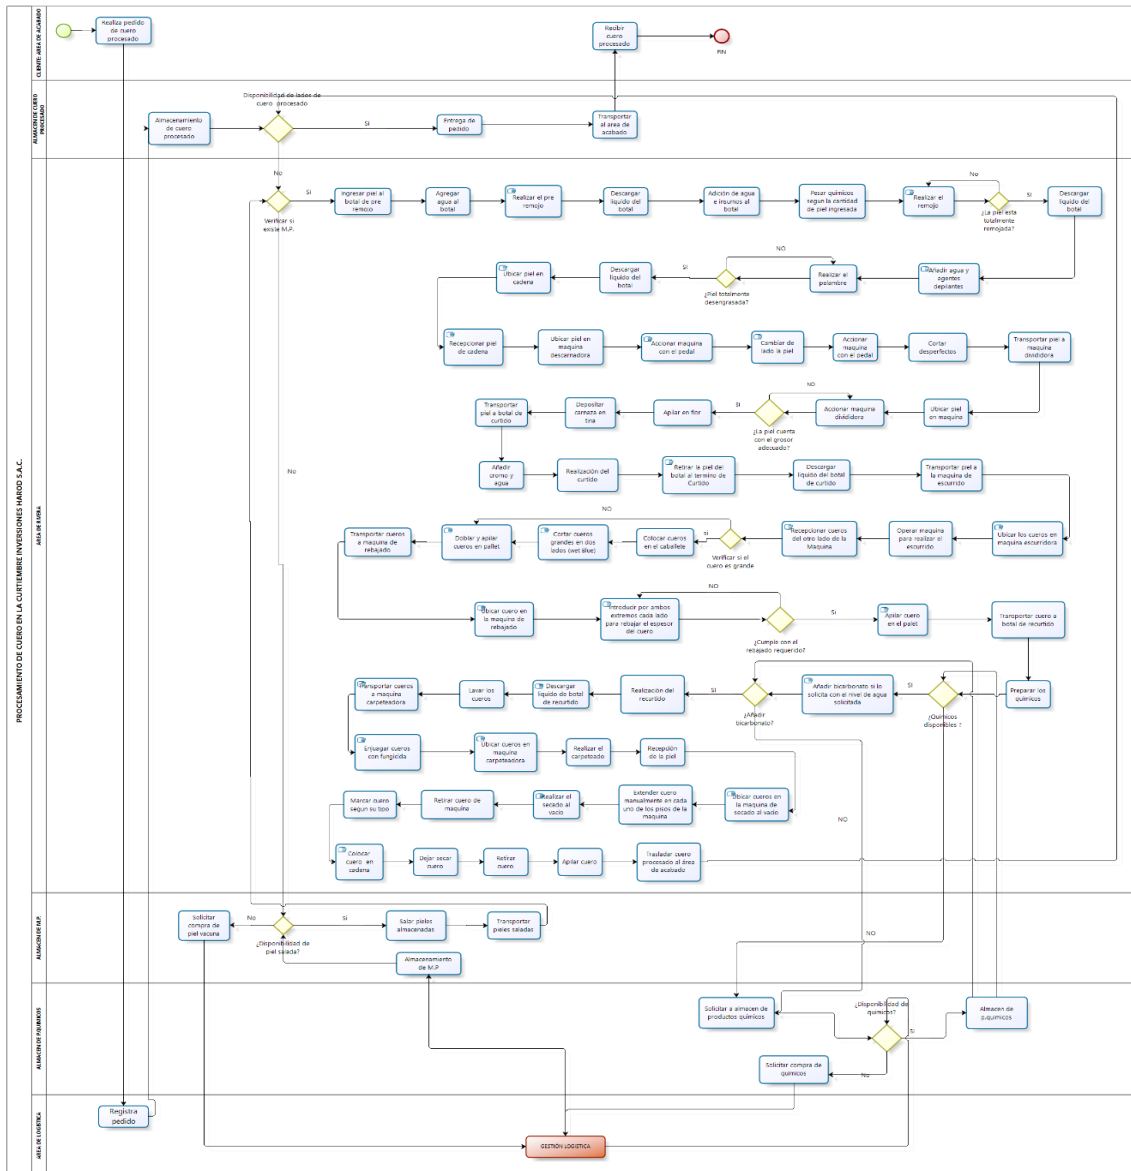 PROCESAMIENTO DE CUERO EN LA CURTIEMBRE INVERSIONES HAROD S.A.C.
CLIENTE: AREA DE ACABADO
Realiza pedido
de cuero
procesado
Recibir
cuero
procesado
FIN
ALMACEN DE CUERO
PROCESADO
Disponibilidad de lados de
cuero procesado
Almacenamiento
de cuero
procesado
Si
Entrega de
pedido
Transportar
al area de
acabado
No
AREA DE RIBERA
Verificar si
existe M.P.
Si
Ingresar piel al
botal de pre
remojo
Agregar
agua al
botal
Realizar el pre
remojo
Descargar
liquido del
botal
Adición de agua
e insumos al
botal
Pesar quimicos
segun la cantidad
de piel ingresada
Realizar
el remojo
No
¿La piel esta
totalmente
remojada?
Si
Descargar
liquido del
botal
Ubicar piel en
cadena
Descargar
liquido del
botal
SI
NO
¿Piel totalmente
desengrasada?
Realizar el
pelambre
Añadir agua y
agentes
depilantes
Recepcionar piel
de cadena
Ubicar piel en
maquina
descarnadora
Accionar maquina
con el pedal
Cambiar de
lado la piel
Accionar
maquina
con el pedal
Cortar
desperfectos
Transportar piel a
maquina
divididora
Transportar
piel a botal de
curtido
Depositar
carnaza en
tina
Apilar en flor
SI
NO
¿La piel cuenta
con el grosor
adecuado?
Accionar maquina
divididora
Ubicar piel
en maquina
Añadir
cromo y
agua
Realización del
curtido
Retirar la piel del
botal al termino de
Curtido
Descargar
liquido del botal
de curtido
Transportar piel a
la maquina de
escurrido
No
Transportar cueros
a maquina de
rebajado
Doblar y apilar
cueros en pallet
Cortar cueros
grandes en dos
lados (wet Blue)
Colocar cueros
en el caballete
NO
si
Verificar si el
cuero es grande
Recepcionar cueros
del otro lado de la
Maquina
Operar maquina
para realizar el
escurrido
Ubicar los cueros en
maquina escurridora
Ubicar cuero en
la maquina de
rebajado
Introducir por ambos
extremos cada lado
para rebajar el espesor
del cuero
NO
¿Cumple con el
rebajado requerido?
Si
Apilar cuero
en el palet
Transportar cuero a
botal de recurtido
Transportar cueros
a maquina
carpeteadora
Lavar los
cueros
Descargar
liquido de botal
de recurtido
Realización del
recurtido
SI
¿Añadir
bicarbonato?
Añadir bicarbonato si lo
solicita con el nivel de agua
solicitada
SI
¿Quimicos
disponibles ?
Preparar los
quimicos
Enjuagar cueros
con fungicida
Ubicar cueros en
maquina
carpeteadora
Realizar el
carpeteado
Recepción
de la piel
Marcar cuero
segun su tipo
Retirar cuero de
maquina
Realizar el
secado al
vacio
Extender cuero
manualmente en cada
uno de los pisos de la
maquina
Ubicar cueros en
la maquina de
secado al vacio
NO
Colocar
cuero en
cadena
Dejar secar
cuero
Retirar
cuero
Apilar cuero
Trasladar cuero
procesado al área
de acabado
ALMACEN DE M.P.
Solicitar
compra de
piel vacuna
No
¿Disponibilidad de
piel salada?
Si
Salar pieles
almacenadas
Transportar
pieles saladas
NO
Almacenamiento
de M.P
ALMACEN DE P.QUIMICOS
Solicitar a almacen de
productos quimicos
¿Disponibilidad de
quimicos?
Si
Almacen de
p.quimicos
Solicitar compra de
quimicos
No
AREA DE LOGISTICA
Registra
pedido
GESTIÓN LOGISTICA